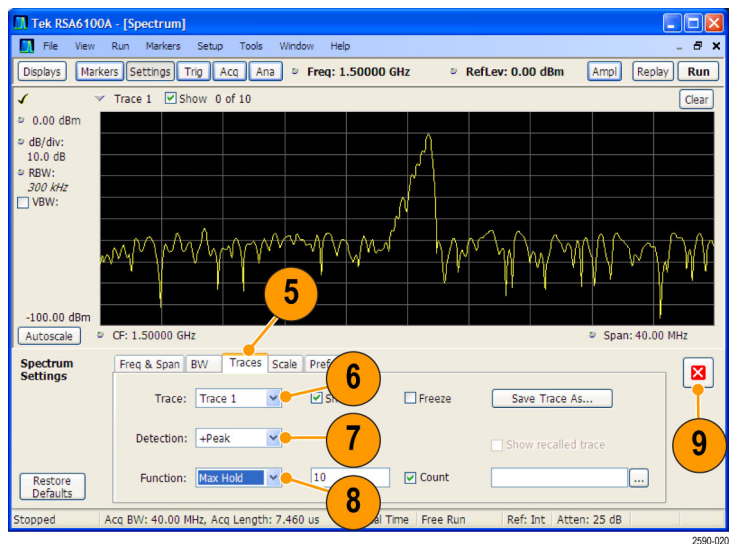 Tek RSA6100A - [Spectrum]
File View Run Markers Setup Tools Window Help
Displays Markers Settings Trig Acq Ana Freq: 1.50000 GHz RefLev: 0.00 dBm Ampl Replay Run
Trace 1 Show 0 of 10 Clear
0.00 dBm
dB/div:
10.0 dB
RBW:
300 kHz
VBW:
-100.00 dBm
5
Autoscale CF: 1.50000 GHz Span: 40.00 MHz
Spectrum
Settings
Freq & Span BW Traces Scale
6
Trace: Trace 1 Freeze Save Trace As...
7
Detection: +Peak Show recalled trace
9
Function: Max Hold 10 Count ...
8
Restore
Defaults
Stopped Acq BW: 40.00 MHz, Acq Length: 7.460 us Time Free Run Ref: Int Atten: 25 dB
2590-020